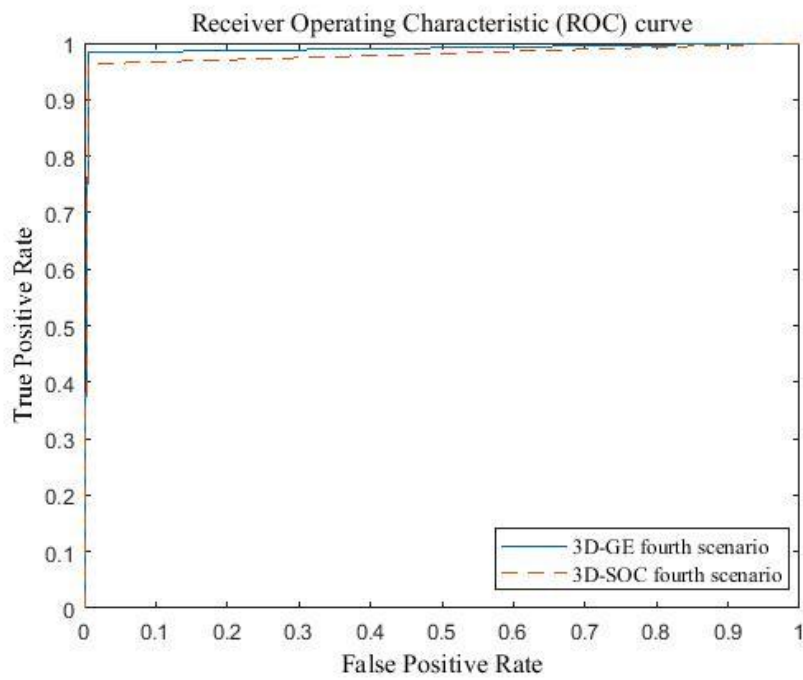 Receiver Operating Characteristic (ROC) curve
True Positive Rate
1
0.9
0.8
0.7
0.6
0.5
0.4
0.3
0.2
0.1
0
3D-GE fourth scenario
3D-SOC fourth scenario
0 0.1 0.2 0.3 0.4 0.5 0.6 0.7 0.8 0.9 1
False Positive Rate